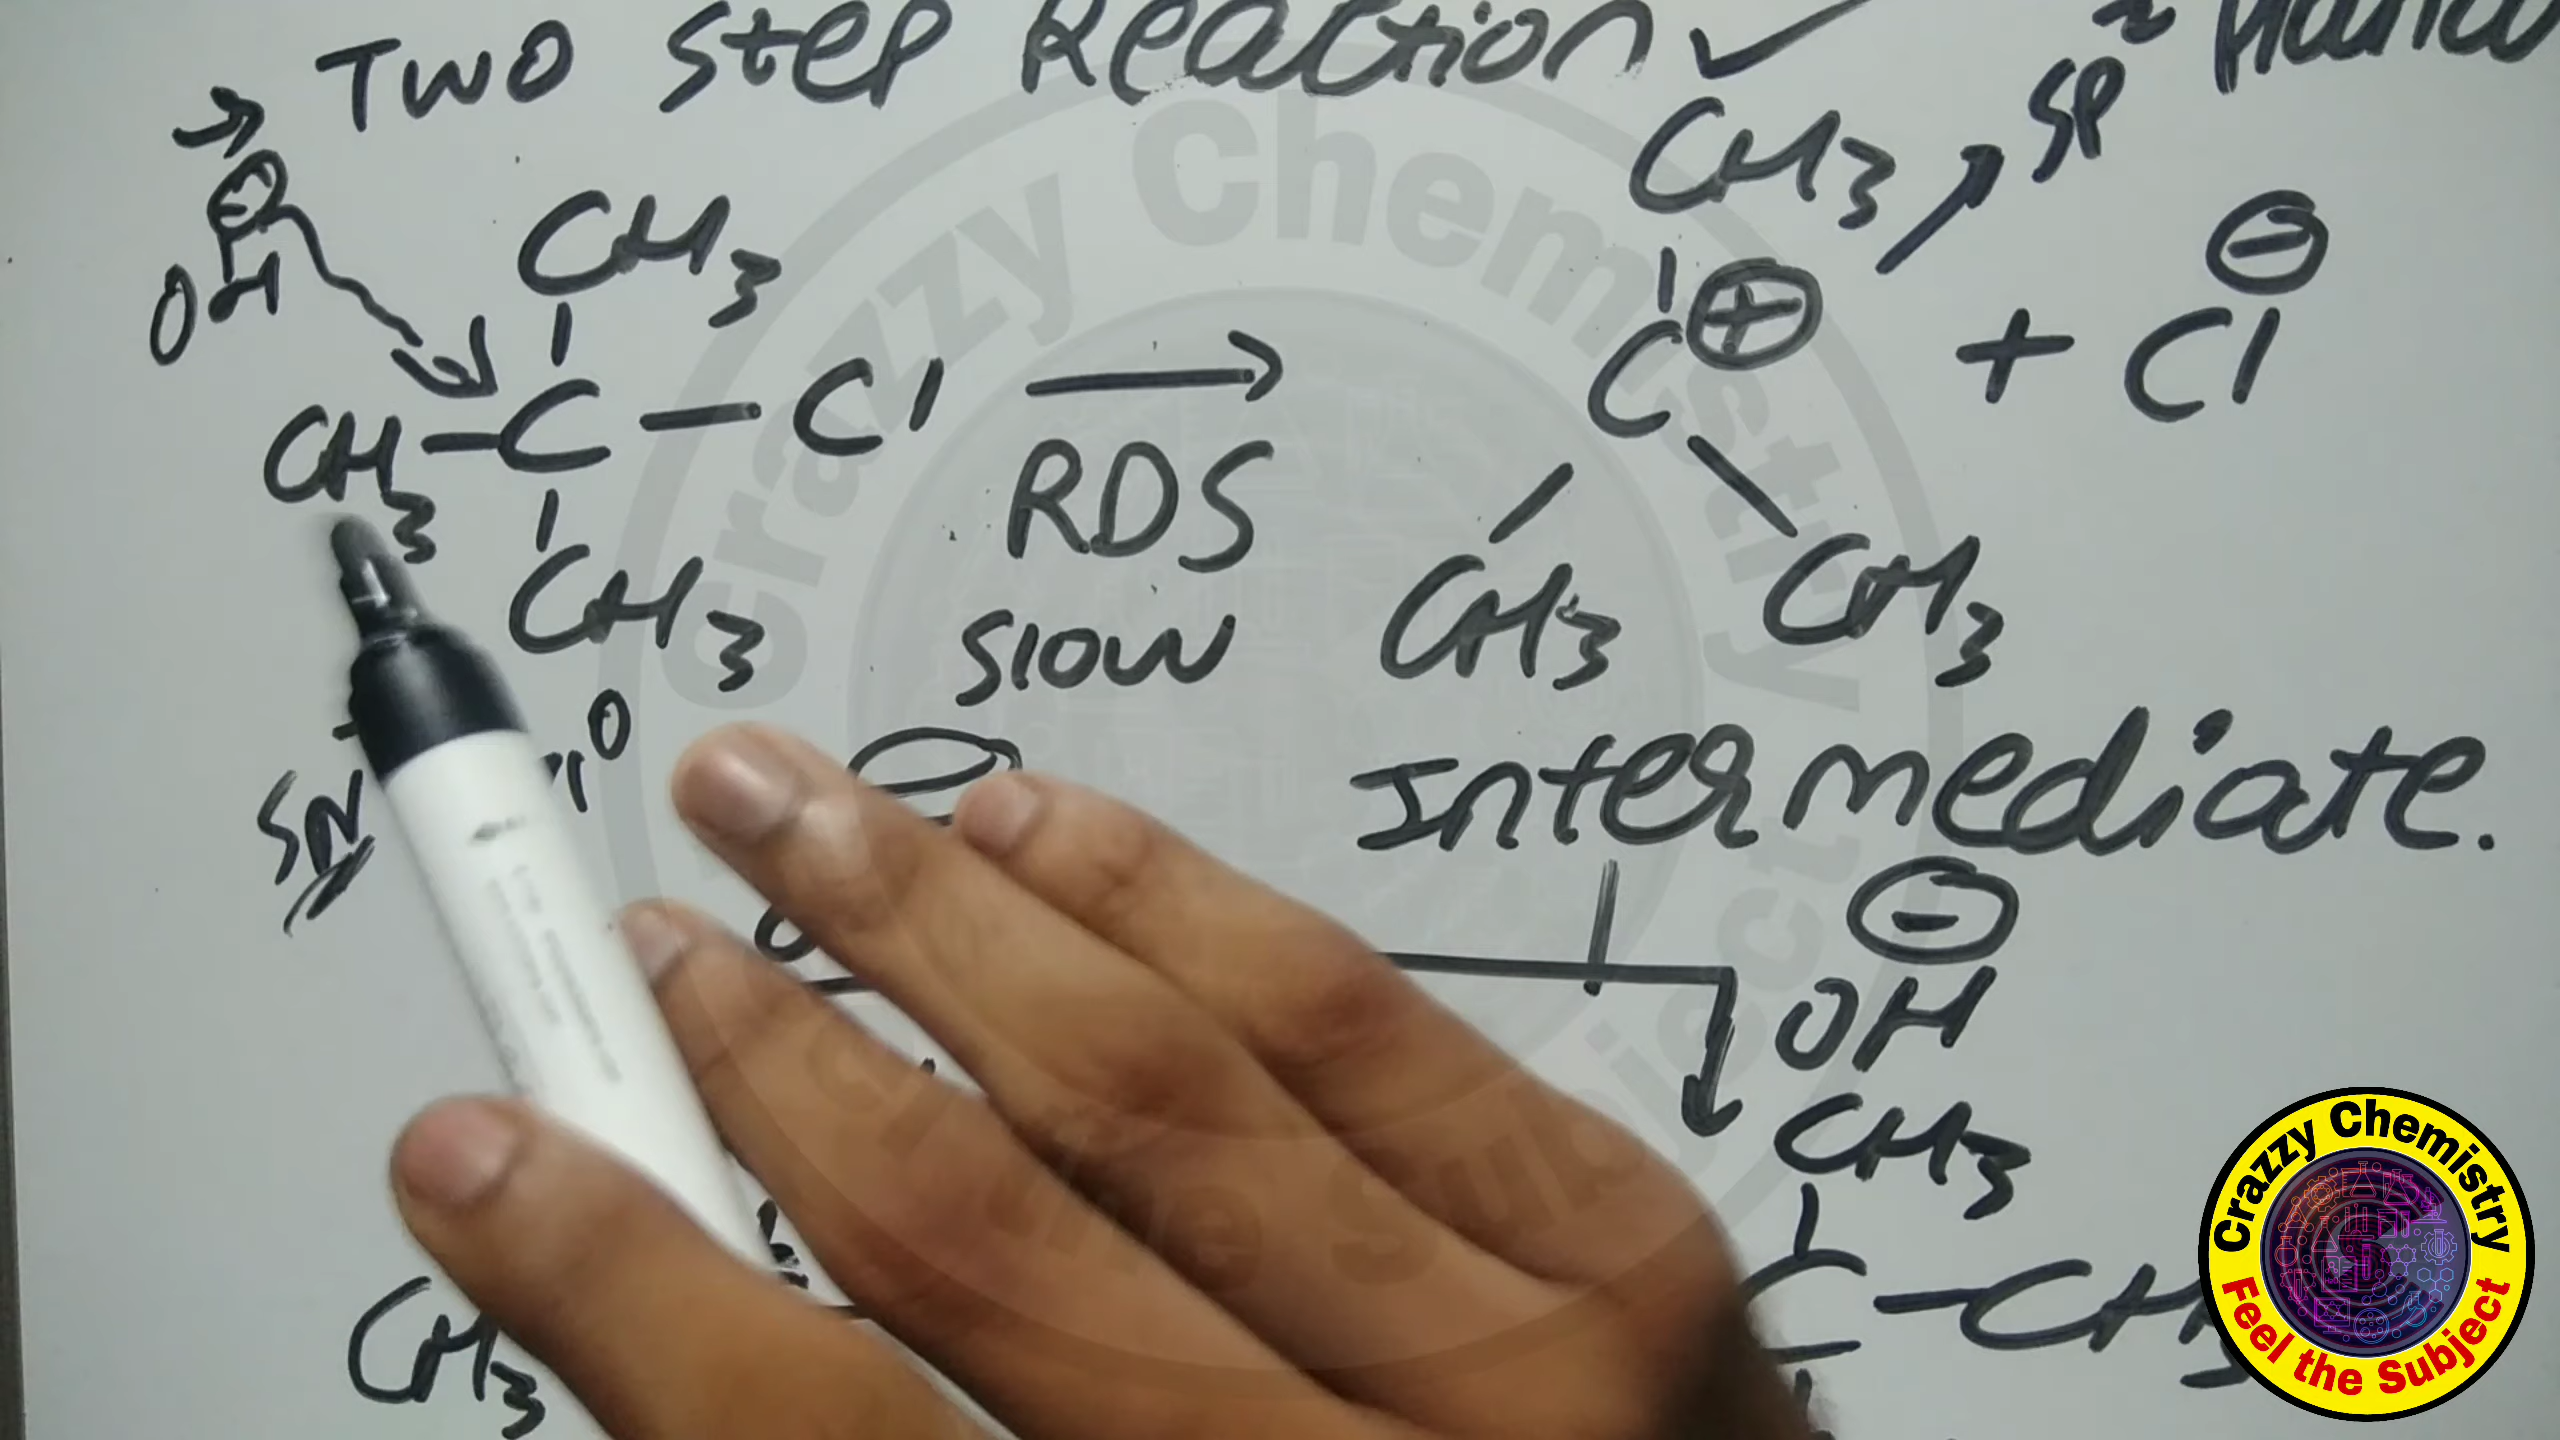 → Two Step Reaction ✓
SP²
⊖
OH
CH3
CH3 - C - Cl
CH3
→
RDS
Slow
CH3
C ⊕
CH3 CH3
+ Cl ⊖
SN
Intermediate.
⊖
OH
CH3
C - CH3
CH3
Crazzy Chemistry
Feel the Subject